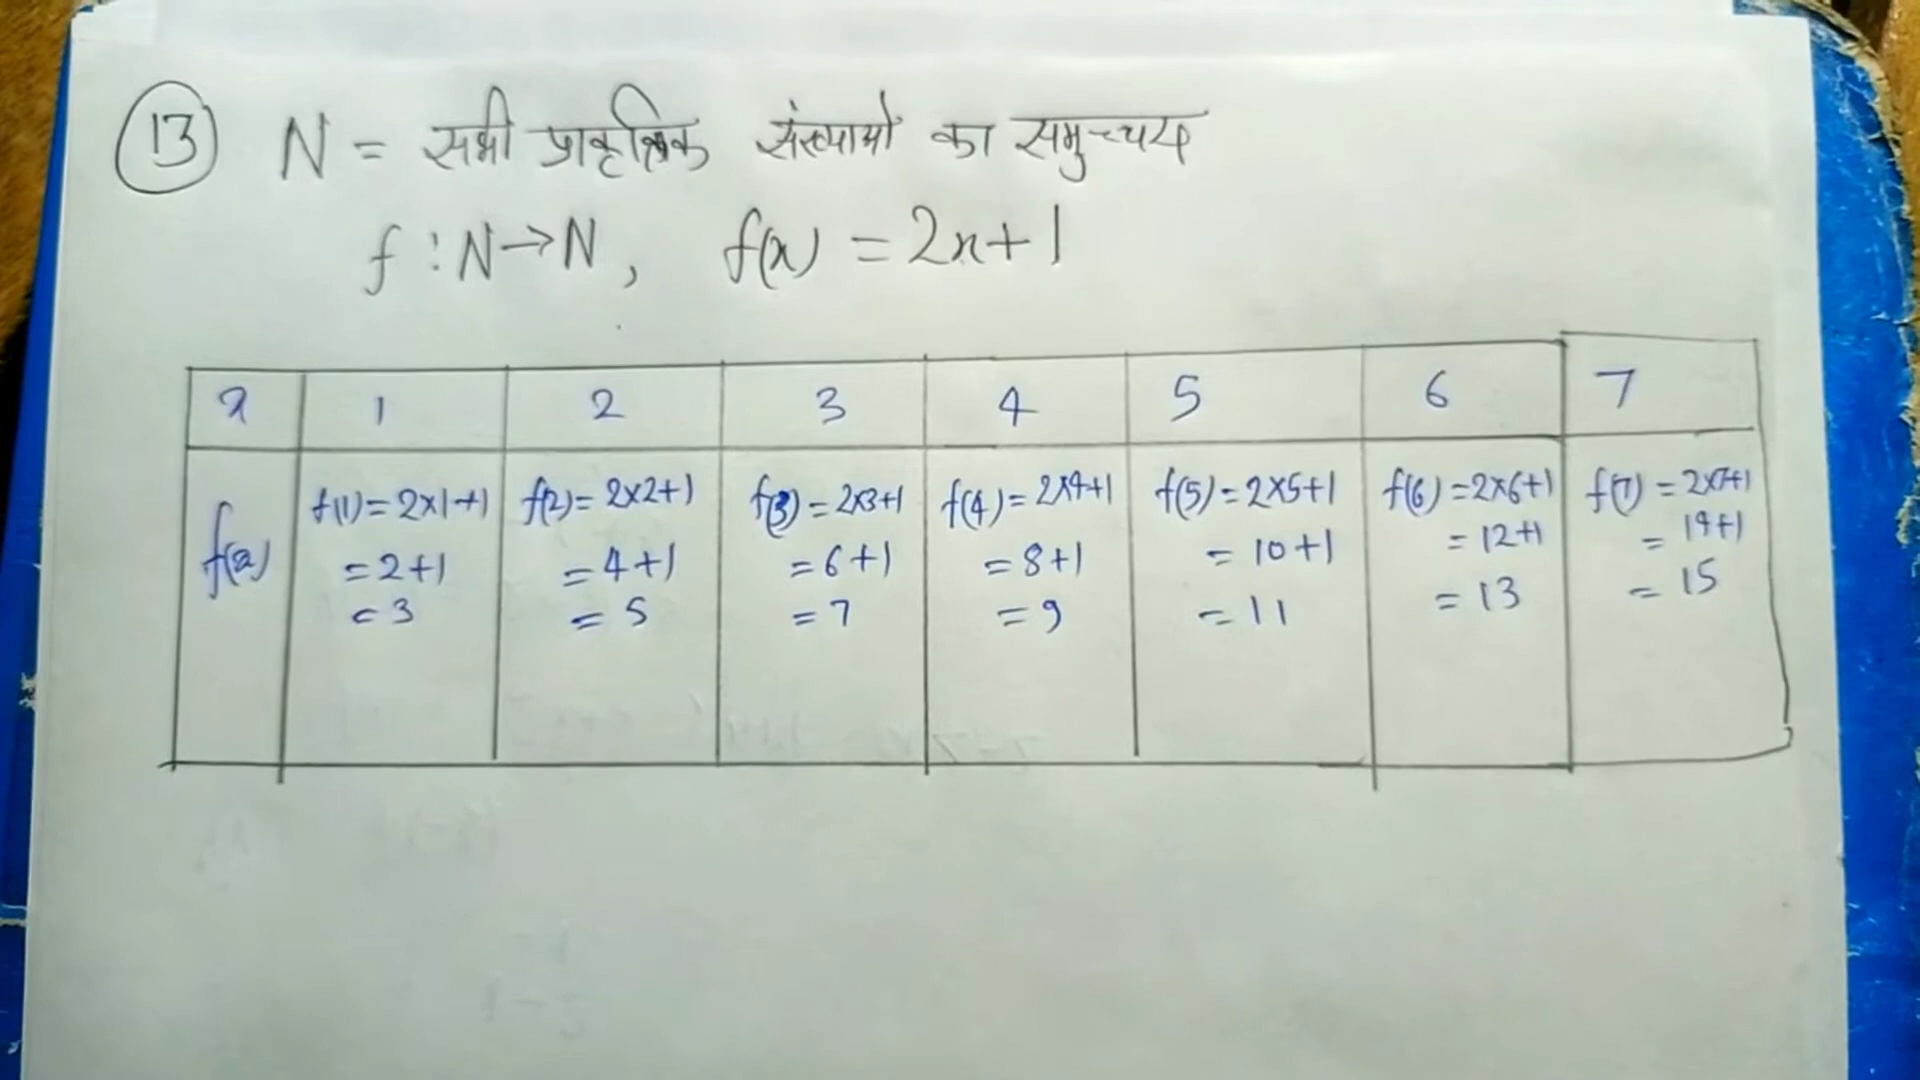 13 N = सभी प्राकृतिक संख्याओं का समुच्चय
f : N → N, f(x) = 2x+1
x 1 2 3 4 5 6 7
f(x) f(1) = 2×1+1 f(2) = 2×2+1 f(3) = 2×3+1 f(4) = 2×4+1 f(5) = 2×5+1 f(6) = 2×6+1 f(7) = 2×7+1
= 2+1 = 4+1 = 6+1 = 8+1 = 10+1 = 12+1 = 14+1
= 3 = 5 = 7 = 9 = 11 = 13 = 15